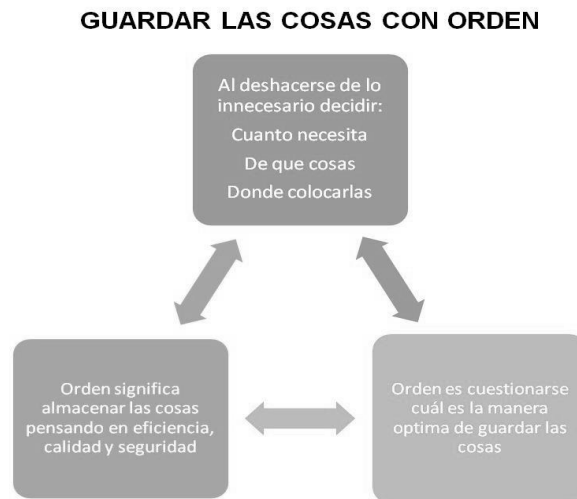 GUARDAR LAS COSAS CON ORDEN
Al deshacerse de lo
innecesario decidir:
Cuanto necesita
De que cosas
Donde colocarlas
Orden significa
almacenar las cosas
pensando en eficiencia,
calidad y seguridad
Orden es cuestionarse
cuál es la manera
optima de guardar las
cosas